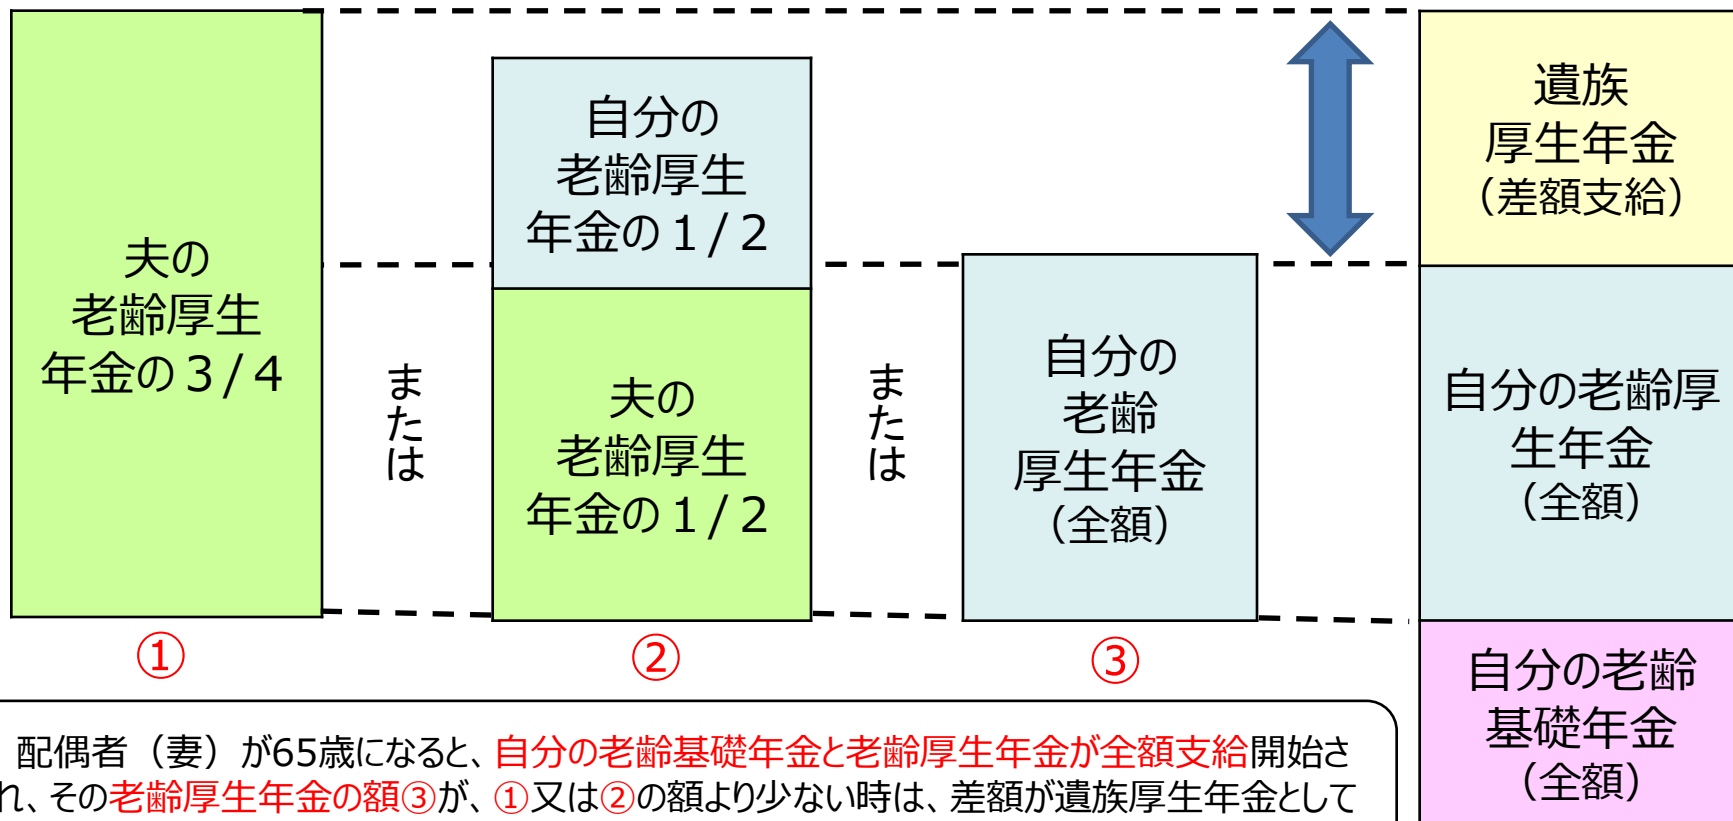 夫の
老齢厚生
年金の３/４
または
自分の
老齢厚生
年金の１/２
夫の
老齢厚生
年金の１/２
または
自分の
老齢
厚生年金
（全額）
遺族
厚生年金
（差額支給）
自分の老齢厚
生年金
（全額）
自分の老齢
基礎年金
（全額）
①
②
③
配偶者（妻）が65歳になると、自分の老齢基礎年金と老齢厚生年金が全額支給開始さ
れ、その老齢厚生年金の額③が、①又は②の額より少ない時は、差額が遺族厚生年金として